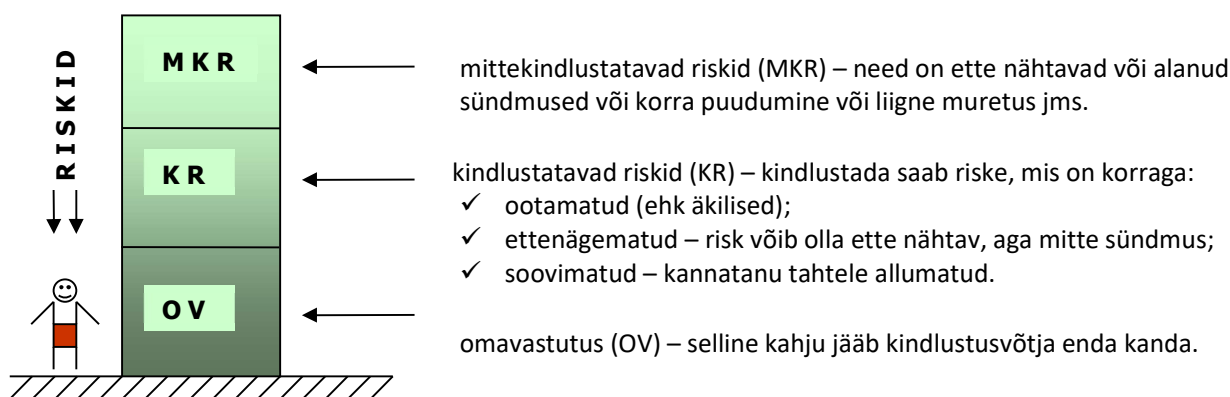 RISKID
MKR
mittekindlustatavad riskid (MKR) – need on ette nähtavad või alanud
sündmused või korra puudumine või liigne muretus jms.
KR
kindlustatavad riskid (KR) – kindlustada saab riske, mis on korraga:
✓ ootamatud (ehk äkilised);
✓ ettenägematud – risk võib olla ette nähtav, aga mitte sündmus;
✓ soovimatud – kannatanu tahtele allumatud.
OV
omavastutus (OV) – selline kahju jääb kindlustusvõtja enda kanda.